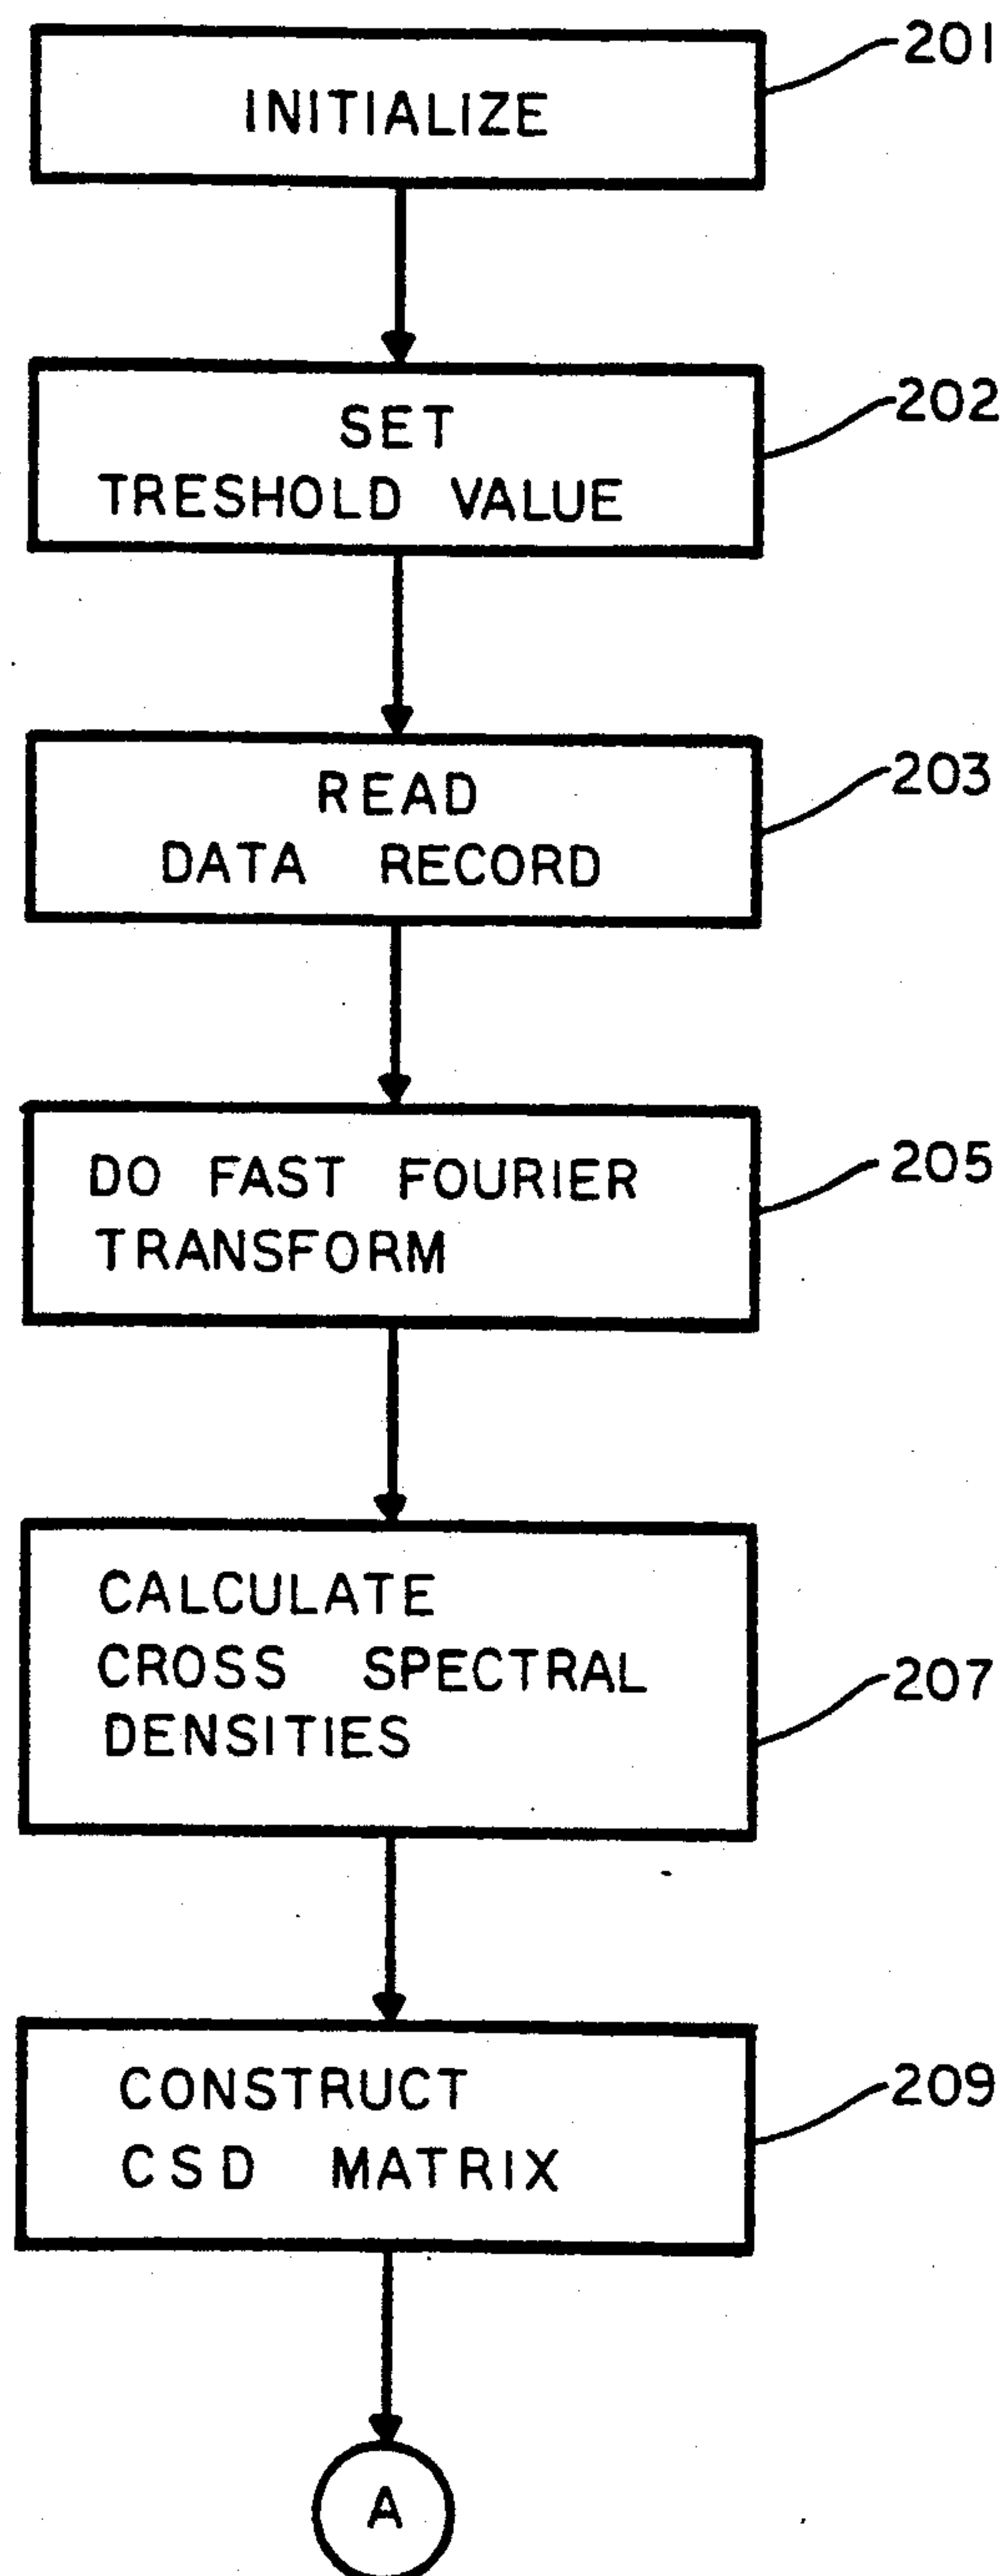 201
INITIALIZE
202
SET
TRESHOLD VALUE
203
READ
DATA RECORD
205
DO FAST FOURIER
TRANSFORM
CALCULATE
CROSS SPECTRAL
207
DENSITIES
209
CONSTRUCT
CSD MATRIX
A